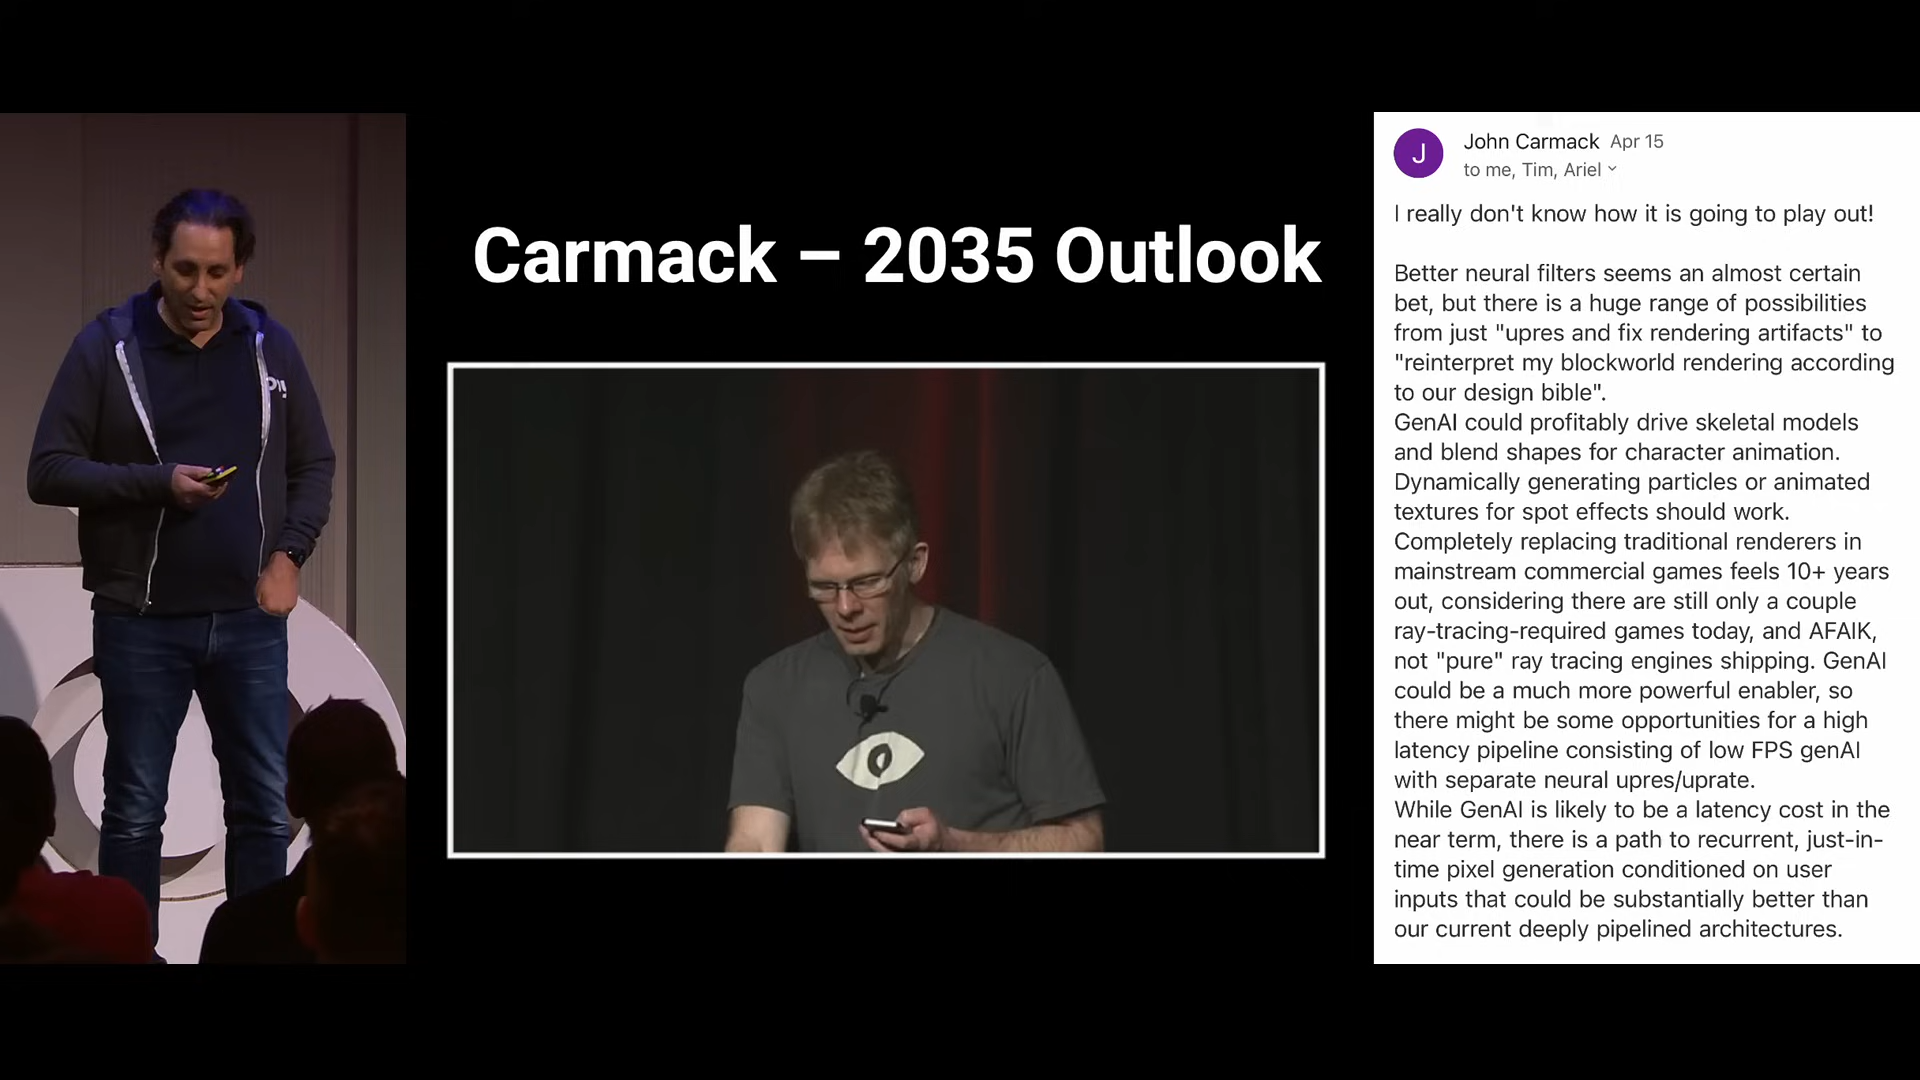 Carmack – 2035 Outlook
J
John Carmack Apr 15
to me, Tim, Ariel
I really don't know how it is going to play out!
Better neural filters seems an almost certain
bet, but there is a huge range of possibilities
from just "upres and fix rendering artifacts" to
"reinterpret my blockworld rendering according
to our design bible".
GenAI could profitably drive skeletal models
and blend shapes for character animation.
Dynamically generating particles or animated
textures for spot effects should work.
Completely replacing traditional renderers in
mainstream commercial games feels 10+ years
out, considering there are still only a couple
ray-tracing-required games today, and AFAIK,
not "pure" ray tracing engines shipping. GenAI
could be a much more powerful enabler, so
there might be some opportunities for a high
latency pipeline consisting of low FPS genAI
with separate neural upres/uprate.
While GenAI is likely to be a latency cost in the
near term, there is a path to recurrent, just-in-
time pixel generation conditioned on user
inputs that could be substantially better than
our current deeply pipelined architectures.